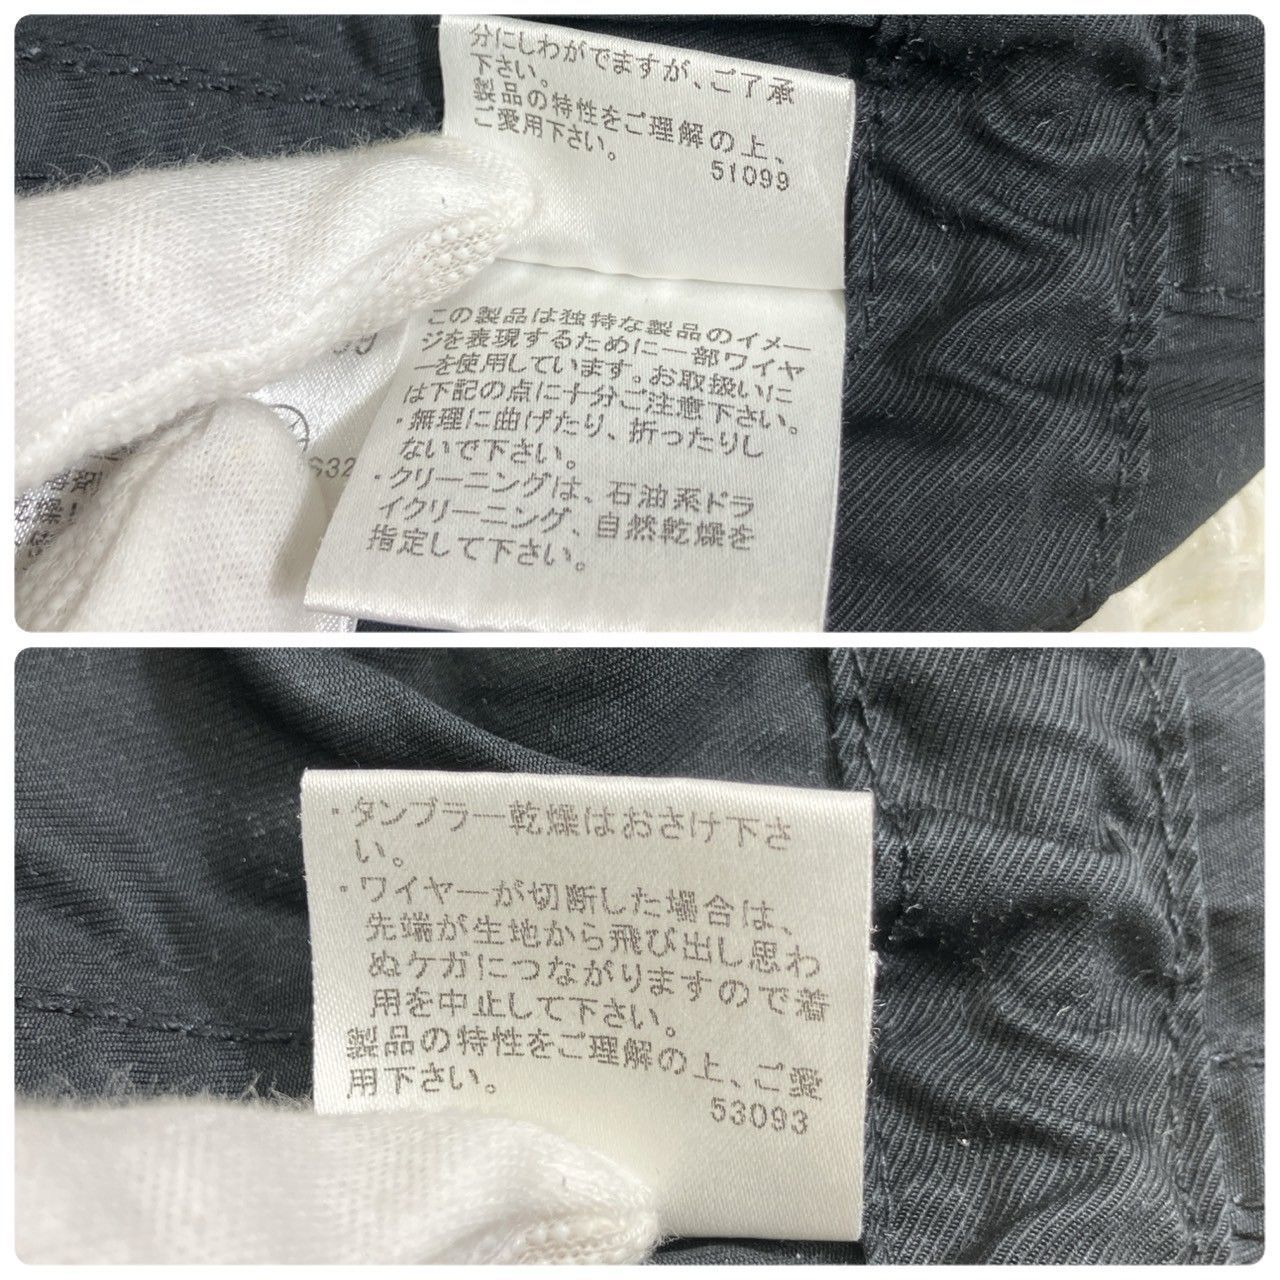 分にしわがでますが、ご了承
下さい。
製品の特性をご理解の上、
ご愛用下さい。
51099
この製品は独特な製品のイメー
ジを表現するために一部ワイヤ
ーを使用しています。お取扱いに
は下記の点に十分ご注意下さい。
・無理に曲げたり、折ったりし
ないで下さい。
・クリーニングは、石油系ドラ
イクリーニング、自然乾燥を
指定して下さい。
S32
・タンブラー乾燥はおさけ下さ
い。
・ワイヤーが切断した場合は、
先端が生地から飛び出し思わ
ぬケガにつながりますので着
用を中止して下さい。
製品の特性をご理解の上、ご愛
用下さい。
53093